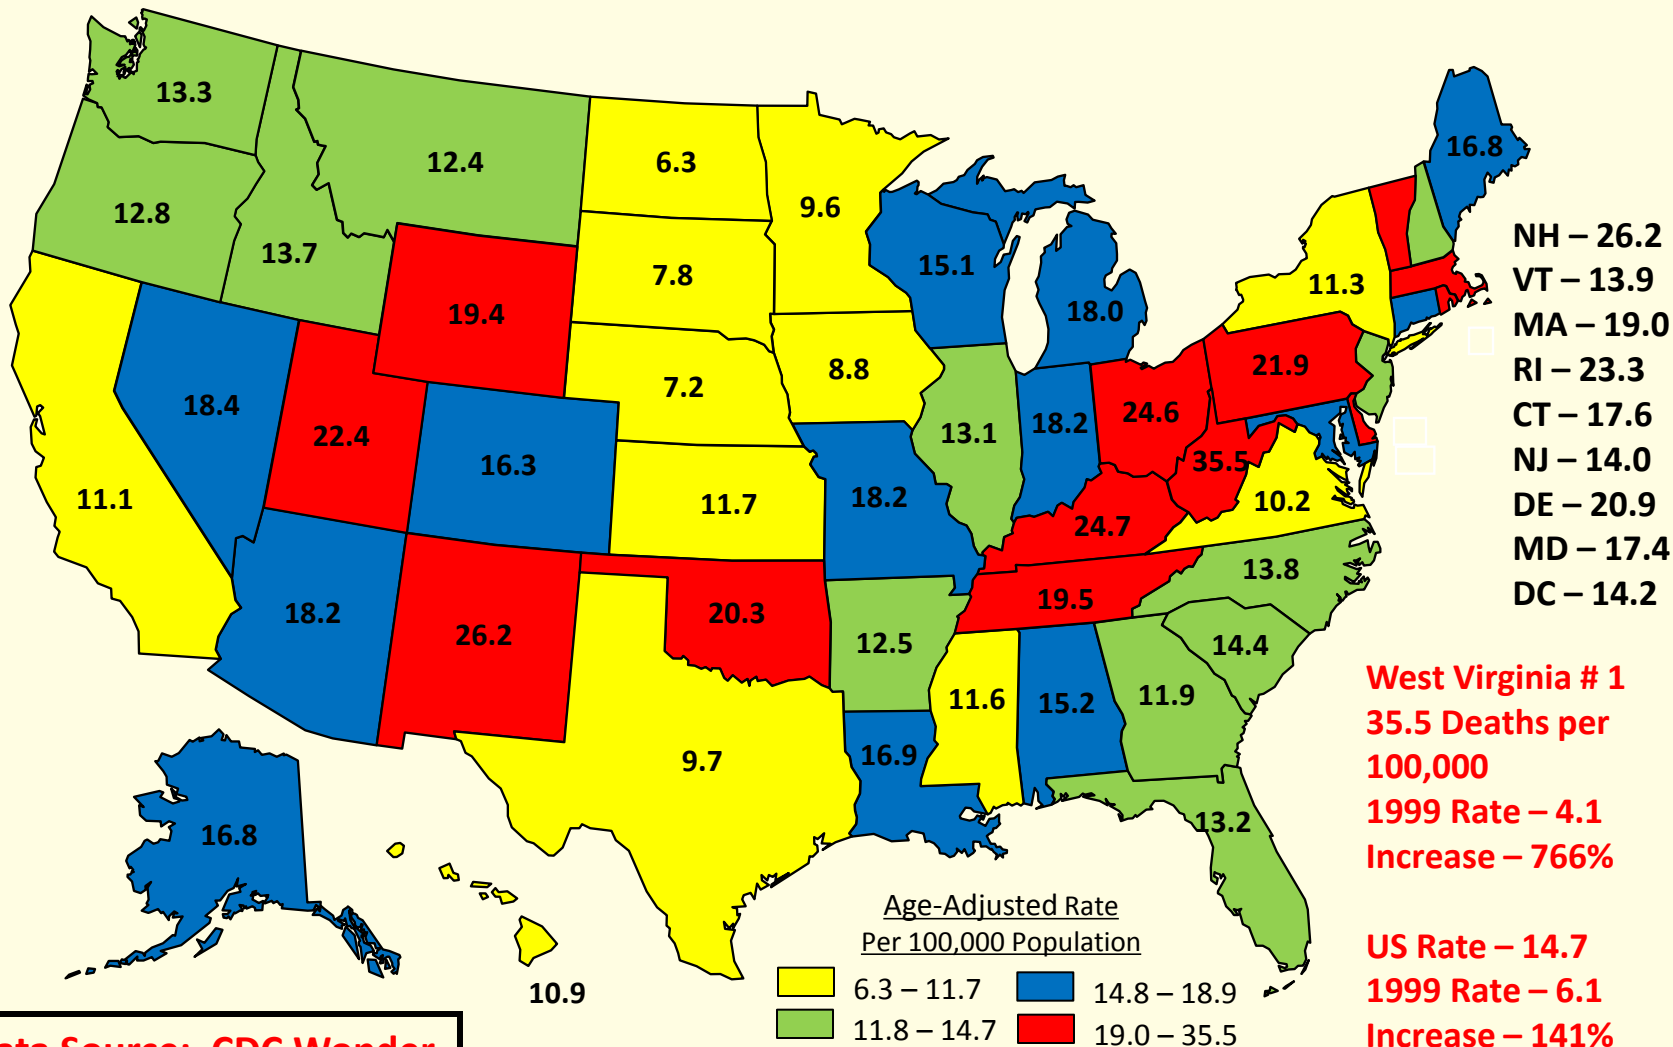 13.3
12.4
6.3
9.6
16.8
12.8
13.7
7.8
15.1
11.3
NH – 26.2
VT – 13.9
19.4
18.0
MA – 19.0
18.4
22.4
16.3
7.2
8.8
13.1
18.2
24.6
21.9
RI – 23.3
CT – 17.6
NJ – 14.0
11.1
11.7
18.2
24.7
35.5
10.2
DE – 20.9
MD – 17.4
DC – 14.2
18.2
26.2
20.3
12.5
19.5
13.8
14.4
9.7
16.9
11.6
15.2
11.9
13.2
West Virginia # 1
35.5 Deaths per
100,000
1999 Rate – 4.1
Increase – 766%
16.8
10.9
Age-Adjusted Rate
Per 100,000 Population
6.3 – 11.7
14.8 – 18.9
11.8 – 14.7
19.0 – 35.5
US Rate – 14.7
1999 Rate – 6.1
Increase – 141%
Source: CDC Wonder